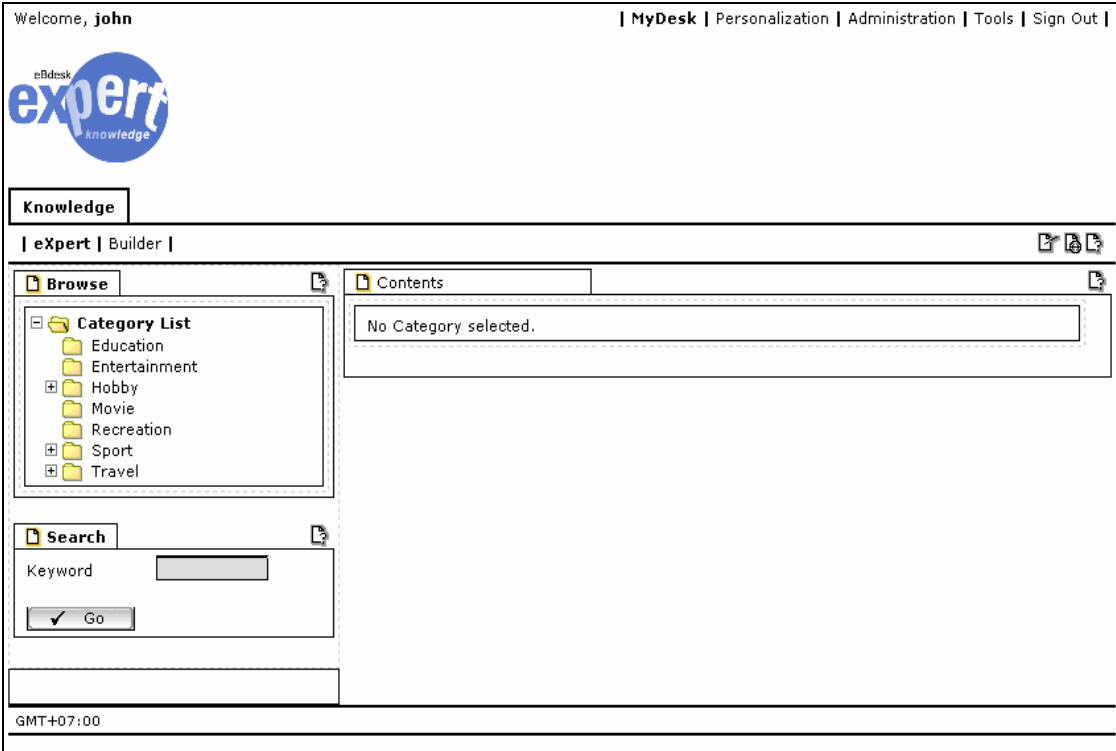 Welcome, john
| MyDesk | Personalization | Administration | Tools | Sign Out |
eBdesk
expert
knowledge
Knowledge
| eXpert | Builder |
Browse
Category List
Education
Entertainment
Hobby
Movie
Recreation
Sport
Travel
Contents
No Category selected.
Search
Keyword
Go
GMT+07:00